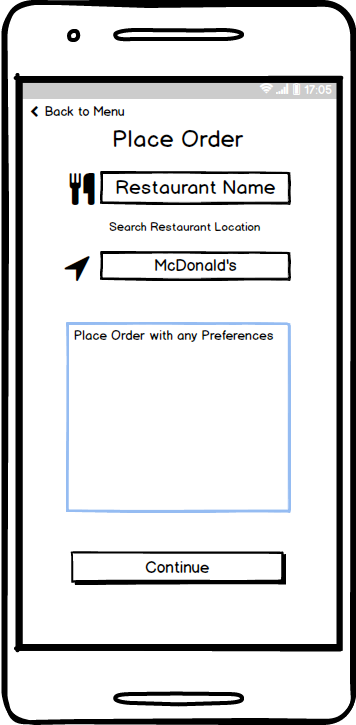 17:05
Back to Menu
Place Order
Restaurant Name
Search Restaurant Location
McDonald's
Place Order with any Preferences
Continue